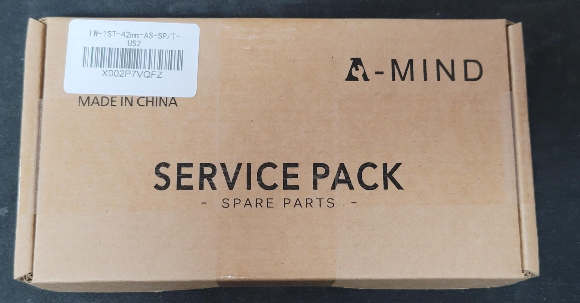 IW-1ST-42mm-AS-SP/T-
US2
X002P7VQFZ
MADE IN CHINA
A-MIND
SERVICE PACK
- SPARE PARTS -